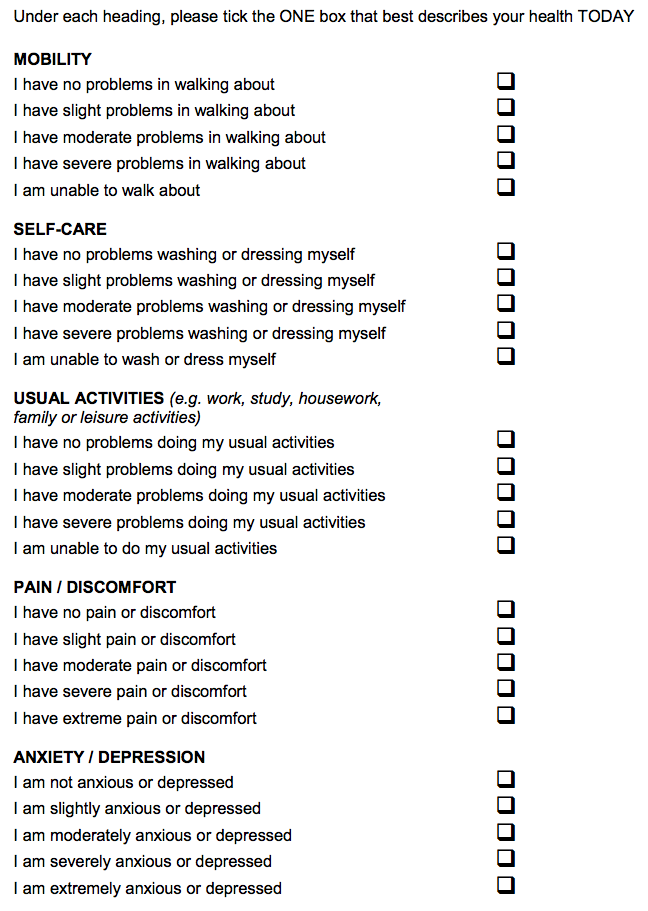 Under each heading, please tick the ONE box that best describes your health TODAY
MOBILITY
I have no problems in walking about
I have slight problems in walking about
I have moderate problems in walking about
I have severe problems in walking about
I am unable to walk about
SELF-CARE
I have no problems washing or dressing myself
I have slight problems washing or dressing myself
I have moderate problems washing or dressing myself
I have severe problems washing or dressing myself
I am unable to wash or dress myself
USUAL ACTIVITIES (e.g. work, study, housework,
family or leisure activities)
I have no problems doing my usual activities
I have slight problems doing my usual activities
I have moderate problems doing my usual activities
I have severe problems doing my usual activities
I am unable to do my usual activities
PAIN / DISCOMFORT
I have no pain or discomfort
I have slight pain or discomfort
I have moderate pain or discomfort
I have severe pain or discomfort
I have extreme pain or discomfort
ANXIETY / DEPRESSION
I am not anxious or depressed
I am slightly anxious or depressed
I am moderately anxious or depressed
I am severely anxious or depressed
I am extremely anxious or depressed